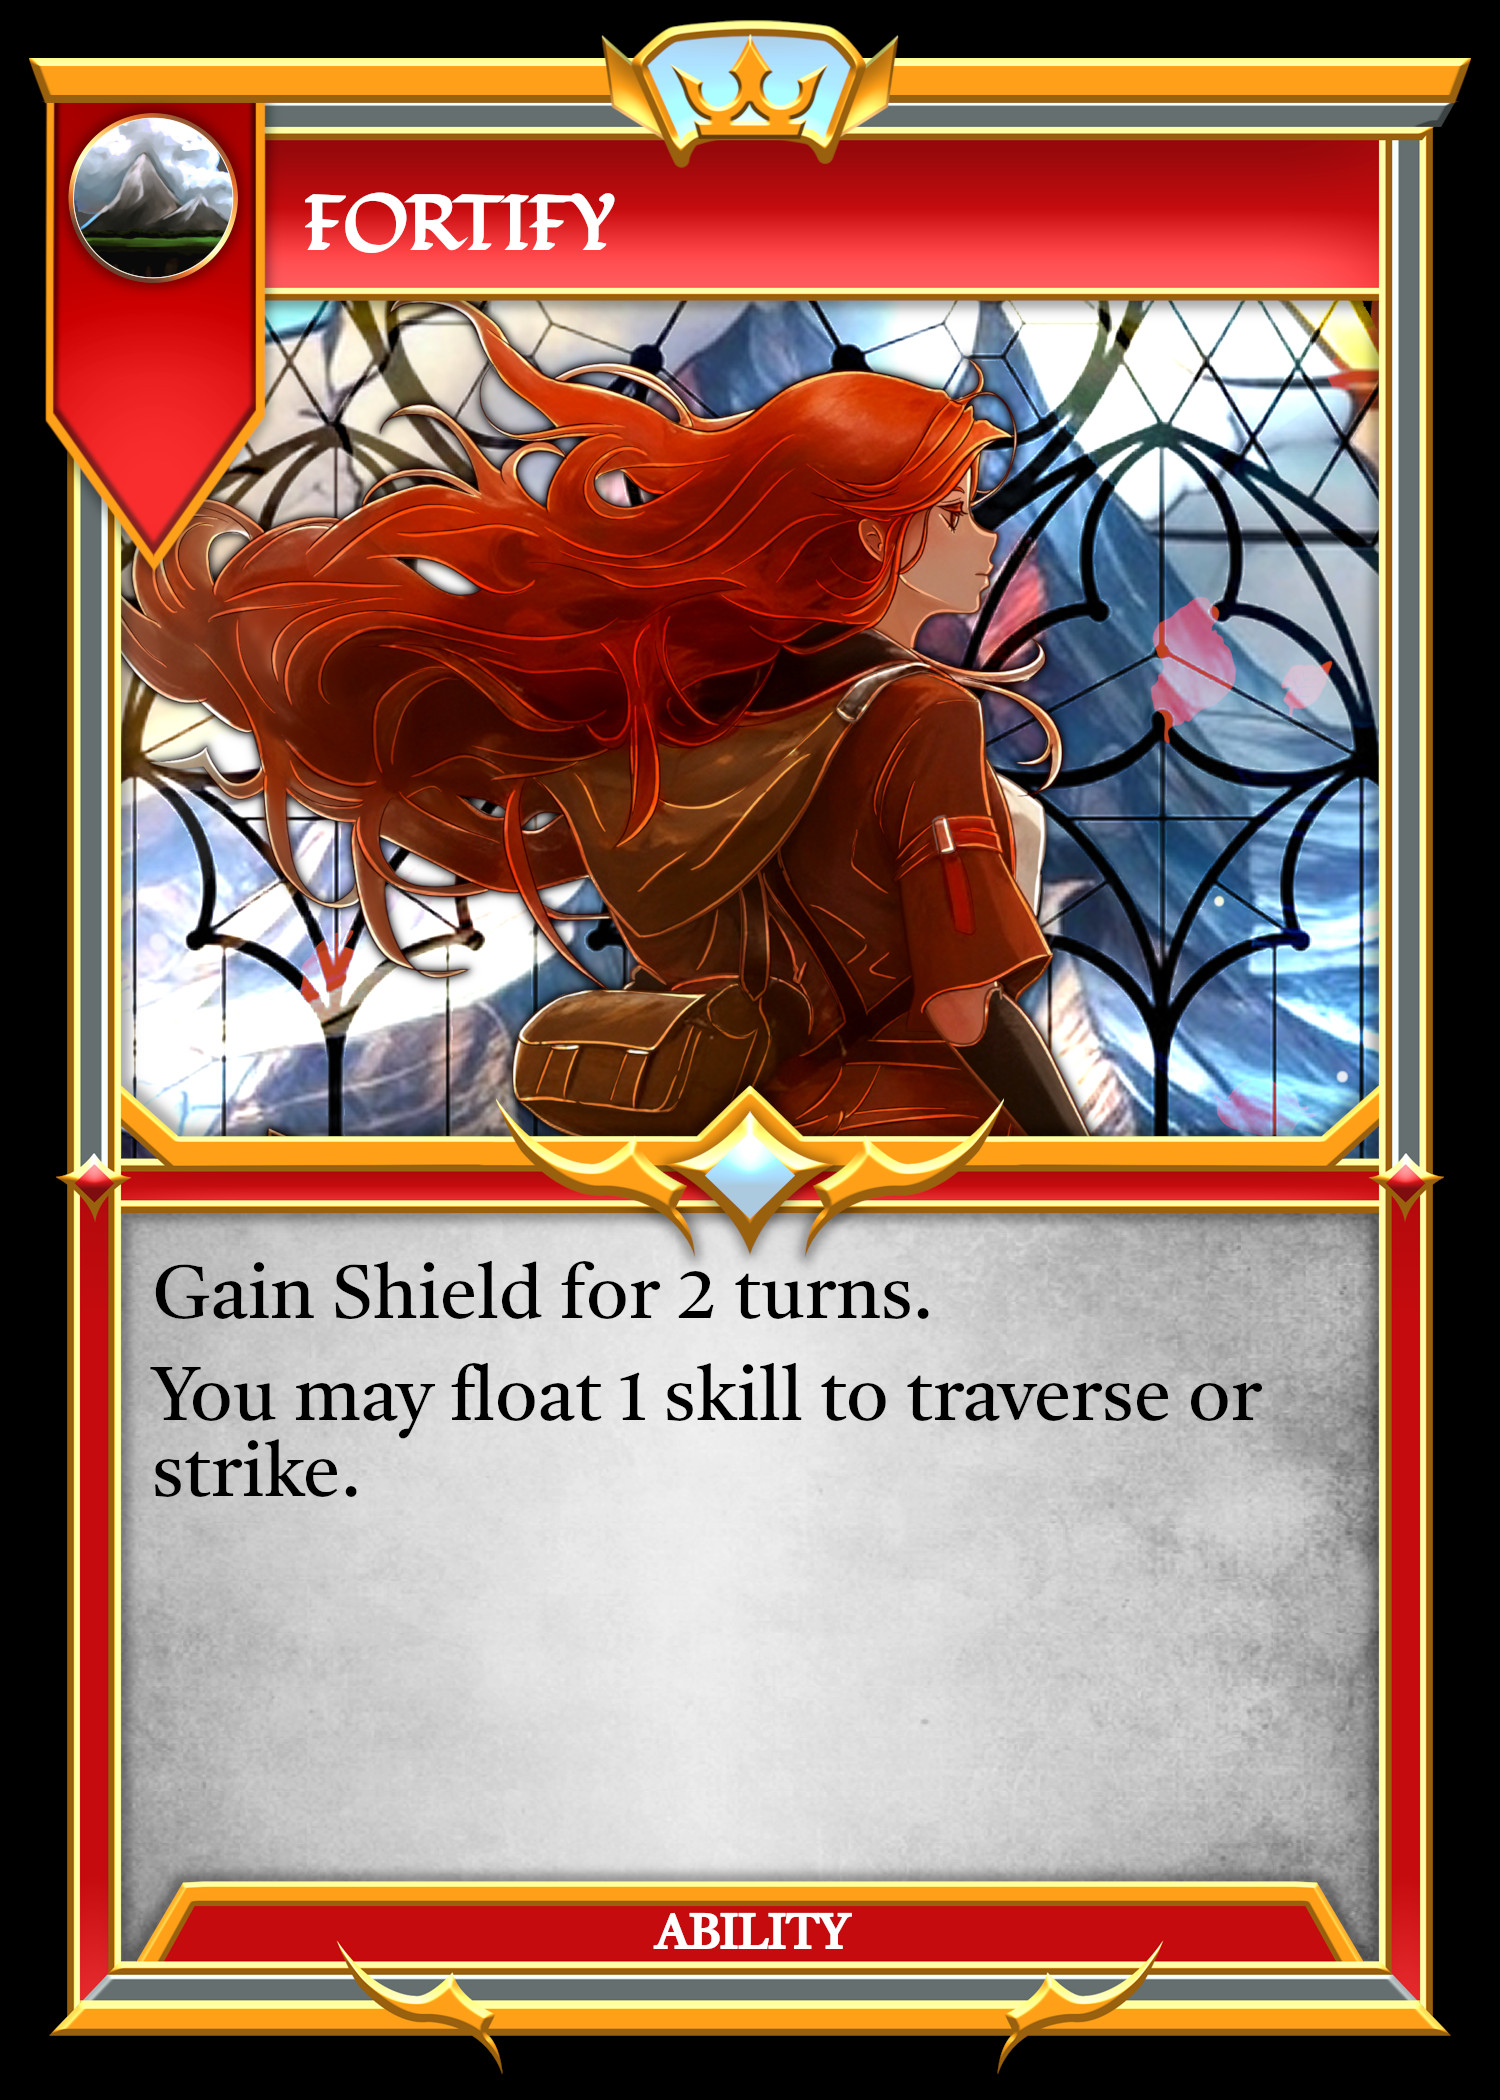 FORTIFY
Gain Shield for 2 turns.
You may float 1 skill to traverse or
strike.
ABILITY